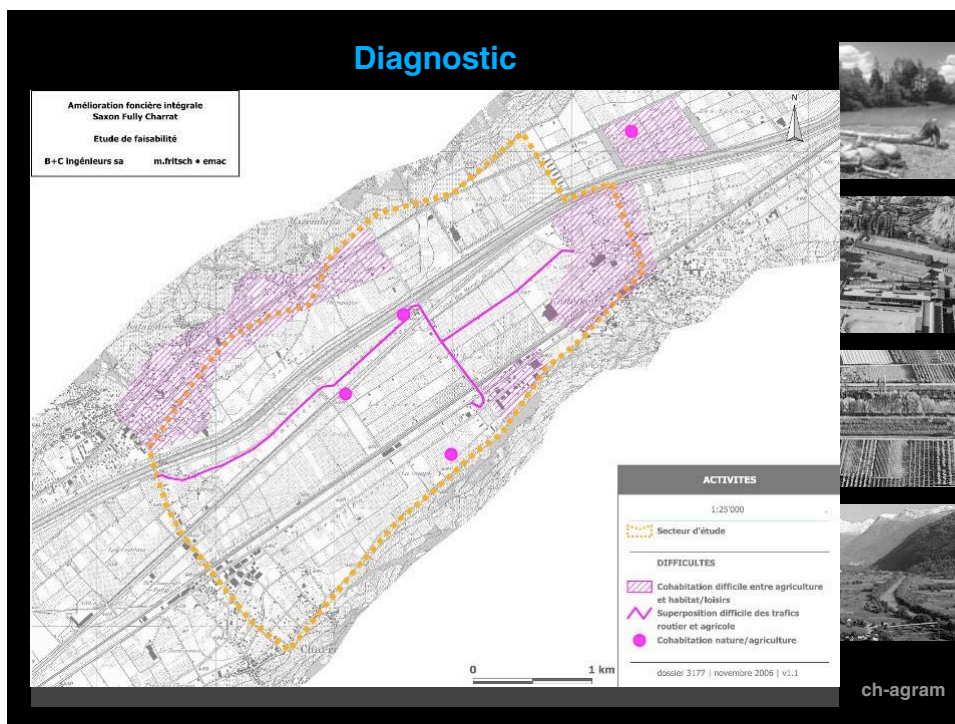 Diagnostic
Amélioration foncière intégrale
Saxon Fully Charrat
Etude de faisabilité
B+C ingénieurs sa m.fritsch • emac
N
ACTIVITES
1:25'000
Secteur d'étude
DIFFICULTES
Cohabitation difficile entre agriculture
et habitat/loisirs
Superposition difficile des trafics
routier et agricole
Cohabitation nature/agriculture
0 1 km
dossier 3177 | novembre 2006 | v1.1
ch-agram